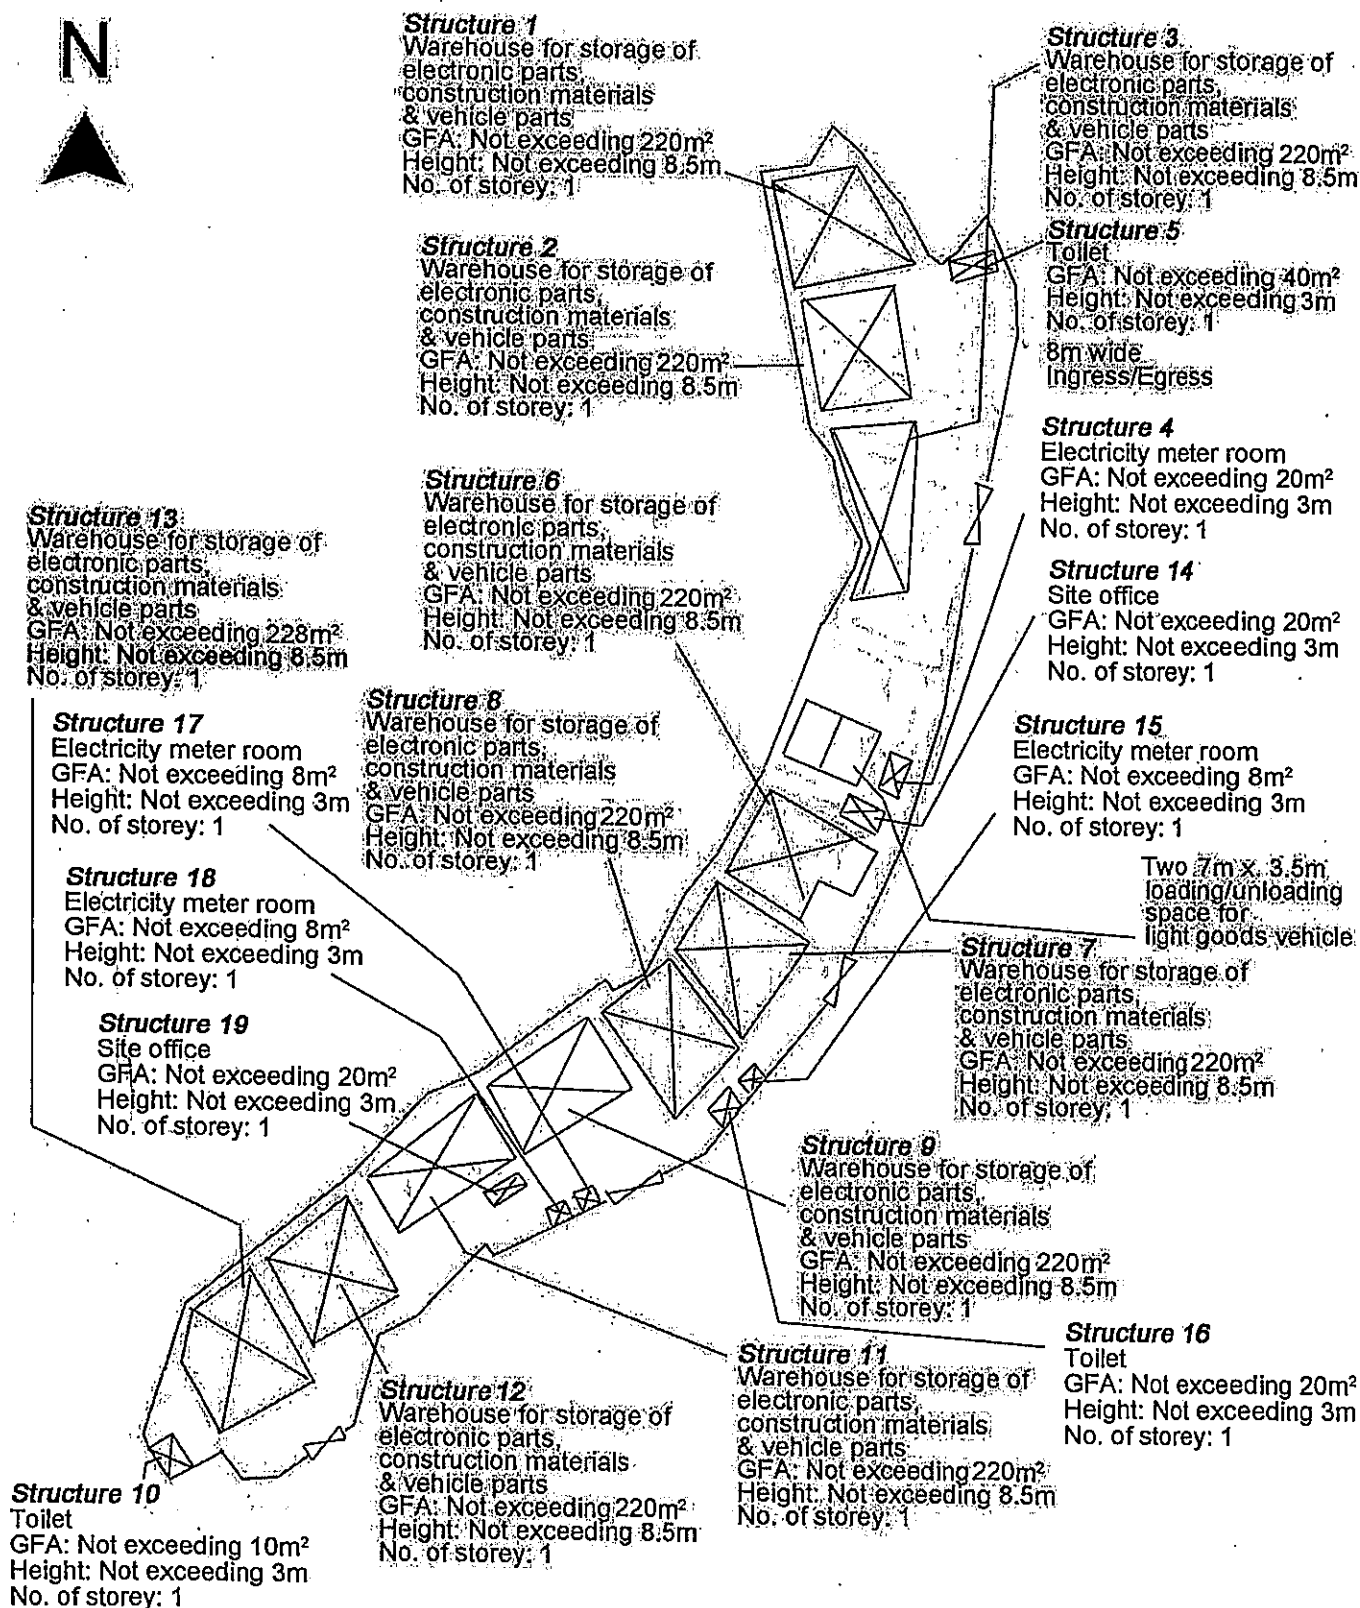 N
Structure 1
Warehouse for storage of
electronic parts,
construction materials
& vehicle parts
GFA: Not exceeding 220m²
Height: Not exceeding 8.5m
No. of storey: 1
Structure 3
Warehouse for storage of
electronic parts,
construction materials
& vehicle parts
GFA: Not exceeding 220m²
Height: Not exceeding 8.5m
No. of storey: 1
Structure 2
Warehouse for storage of
electronic parts,
construction materials
& vehicle parts
GFA: Not exceeding 220m²
Height: Not exceeding 8.5m
No. of storey: 1
Structure 5
Toilet
GFA: Not exceeding 40m²
Height: Not exceeding 3m
No. of storey: 1
8m wide
Ingress/Egress
Structure 4
Electricity meter room
GFA: Not exceeding 20m²
Height: Not exceeding 3m
No. of storey: 1
Structure 6
Warehouse for storage of
electronic parts,
construction materials
& vehicle parts
GFA: Not exceeding 220m²
Height: Not exceeding 8.5m
No. of storey: 1
Structure 13
Warehouse for storage of
electronic parts,
construction materials
& vehicle parts
GFA: Not exceeding 228m²
Height: Not exceeding 8.5m
No. of storey: 1
Structure 14
Site office
GFA: Not exceeding 20m²
Height: Not exceeding 3m
No. of storey: 1
Structure 8
Warehouse for storage of
electronic parts,
construction materials
& vehicle parts
GFA: Not exceeding 220m²
Height: Not exceeding 8.5m
No. of storey: 1
Structure 17
Electricity meter room
GFA: Not exceeding 8m²
Height: Not exceeding 3m
No. of storey: 1
Structure 15
Electricity meter room
GFA: Not exceeding 8m²
Height: Not exceeding 3m
No. of storey: 1
Two 7m x 3.5m
loading/unloading
space for
light goods vehicle
Structure 18
Electricity meter room
GFA: Not exceeding 8m²
Height: Not exceeding 3m
No. of storey: 1
Structure 7
Warehouse for storage of
electronic parts,
construction materials
& vehicle parts
GFA: Not exceeding 220m²
Height: Not exceeding 8.5m
No. of storey: 1
Structure 19
Site office
GFA: Not exceeding 20m²
Height: Not exceeding 3m
No. of storey: 1
Structure 9
Warehouse for storage of
electronic parts,
construction materials
& vehicle parts
GFA: Not exceeding 220m²
Height: Not exceeding 8.5m
No. of storey: 1
Structure 16
Toilet
GFA: Not exceeding 20m²
Height: Not exceeding 3m
No. of storey: 1
Structure 11
Warehouse for storage of
electronic parts,
construction materials
& vehicle parts
GFA: Not exceeding 220m²
Height: Not exceeding 8.5m
No. of storey: 1
Structure 12
Warehouse for storage of
electronic parts,
construction materials
& vehicle parts
GFA: Not exceeding 220m²
Height: Not exceeding 8.5m
No. of storey: 1
Structure 10
Toilet
GFA: Not exceeding 10m²
Height: Not exceeding 3m
No. of storey: 1